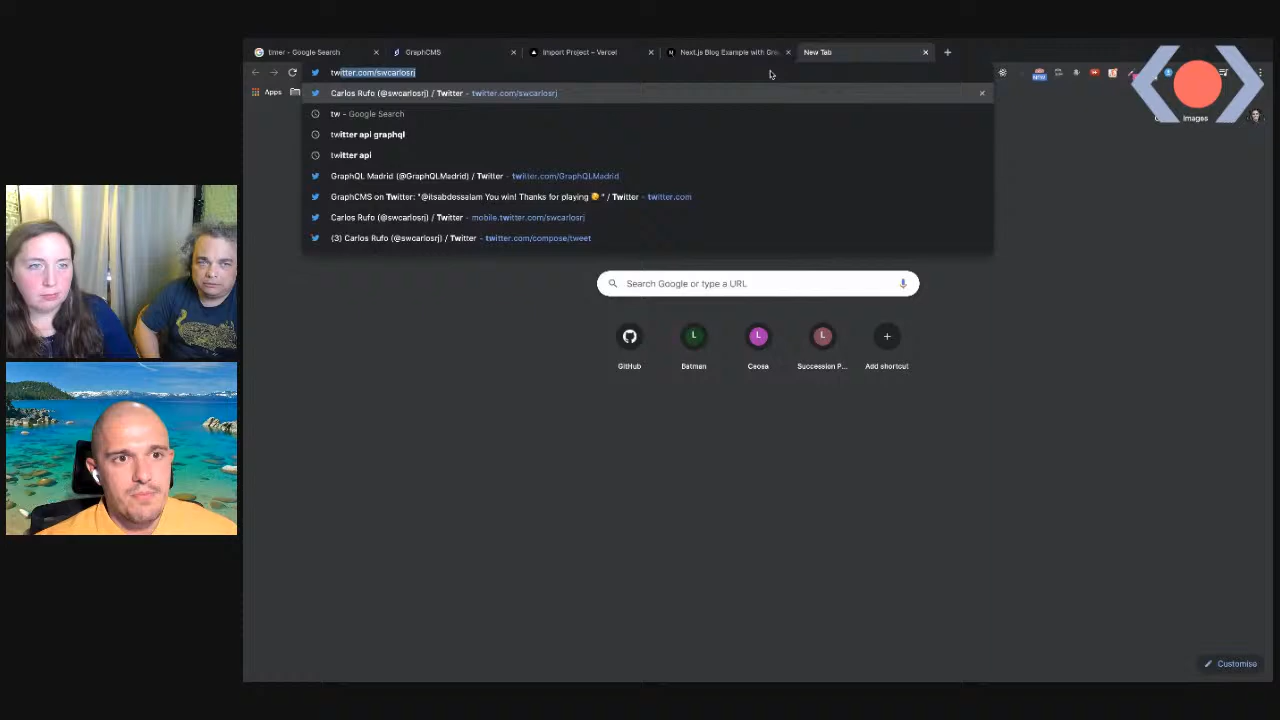 timer - Google Search
GraphCMS
Import Project – Vercel
Next.js Blog Example with Gra
New Tab
twitter.com/swcarlosrj
Apps
Carlos Rufo (@swcarlosrj) / Twitter - twitter.com/swcarlosrj
tw - Google Search
twitter api graphql
twitter api
GraphQL Madrid (@GraphQLMadrid) / Twitter - twitter.com/GraphQLMadrid
GraphCMS on Twitter: "@itsabdessalam You win! Thanks for playing 😉 " / Twitter - twitter.com
Carlos Rufo (@swcarlosrj) / Twitter - mobile.twitter.com/swcarlosrj
(3) Carlos Rufo (@swcarlosrj) / Twitter - twitter.com/compose/tweet
Images
Search Google or type a URL
L
L
L
GitHub
Batman
Ceosa
Succession P...
Add shortcut
Customise